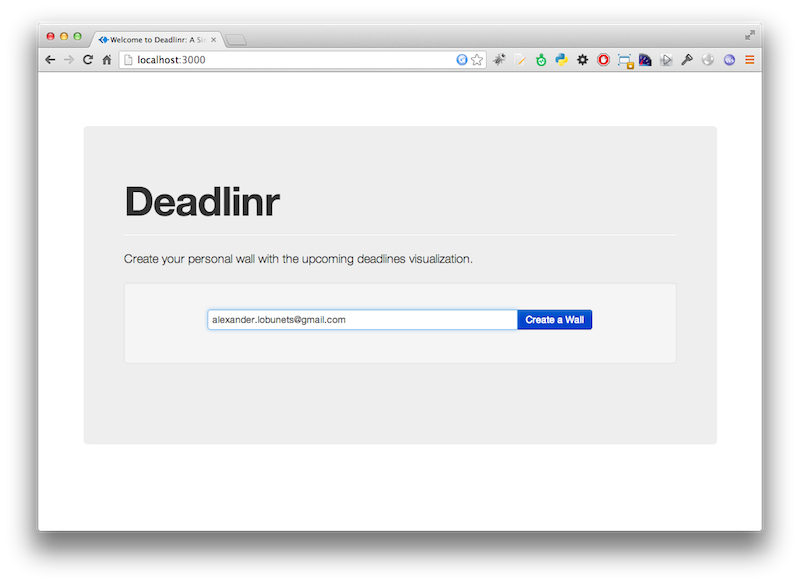 Welcome to Deadlinr: A Si
localhost:3000
Deadlinr
Create your personal wall with the upcoming deadlines visualization.
alexander.lobunets@gmail.com
Create a Wall